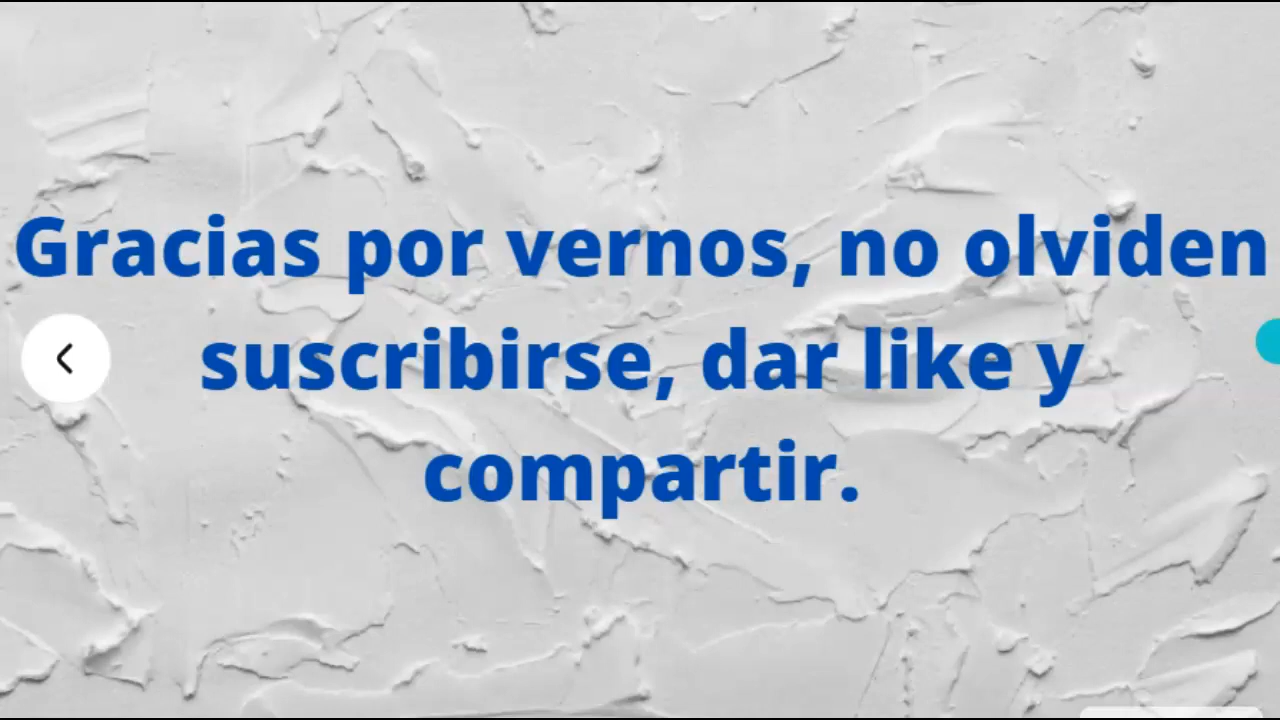 Gracias por vernos, no olviden
suscribirse, dar like y
compartir.